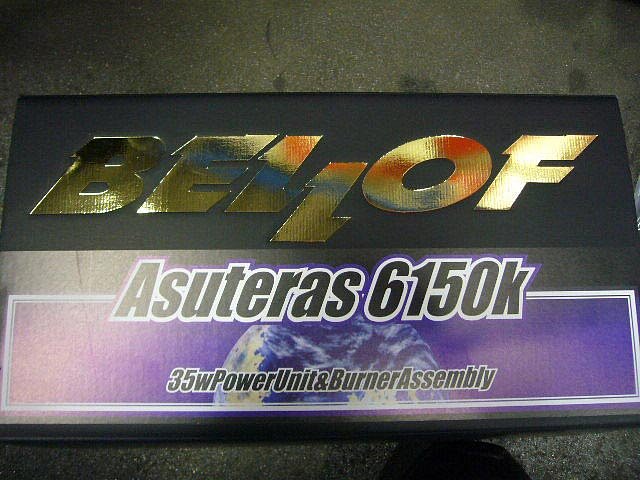 BELLOF
Asuteras 6150k
35wPowerUnit&BurnerAssembly